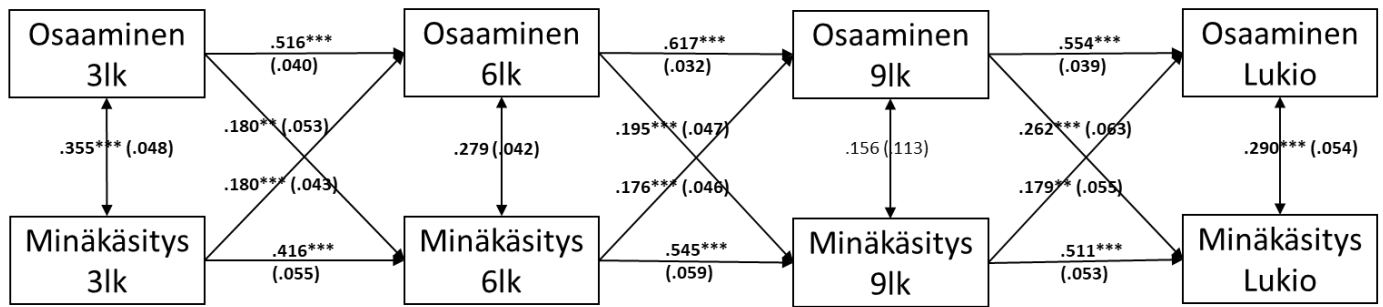 Osaaminen
3lk
.516***
(.040)
Osaaminen
6lk
.617***
(.032)
Osaaminen
9lk
.554***
(.039)
Osaaminen
Lukio
.180** (.053)
.355*** (.048)
.180*** (.043)
.195*** (.047)
.279 (.042)
.176*** (.046)
.262*** (.063)
.156 (.113)
.179** (.055)
.290*** (.054)
Minäkäsitys
3lk
.416***
(.055)
Minäkäsitys
6lk
.545***
(.059)
Minäkäsitys
9lk
.511***
(.053)
Minäkäsitys
Lukio